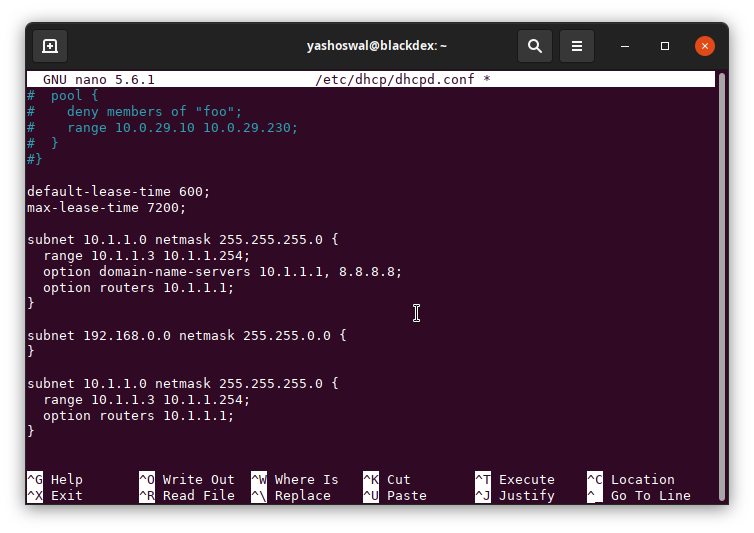 yashoswal@blackdex: ~
GNU nano 5.6.1 /etc/dhcp/dhcpd.conf *
#  pool {
#    deny members of "foo";
#    range 10.0.29.10 10.0.29.230;
#  }
#}
default-lease-time 600;
max-lease-time 7200;
subnet 10.1.1.0 netmask 255.255.255.0 {
  range 10.1.1.3 10.1.1.254;
  option domain-name-servers 10.1.1.1, 8.8.8.8;
  option routers 10.1.1.1;
}
subnet 192.168.0.0 netmask 255.255.0.0 {
}
subnet 10.1.1.0 netmask 255.255.255.0 {
  range 10.1.1.3 10.1.1.254;
  option routers 10.1.1.1;
}
^G Help ^O Write Out ^W Where Is ^K Cut ^T Execute ^C Location
^X Exit ^R Read File ^\ Replace ^U Paste ^J Justify ^_ Go To Line